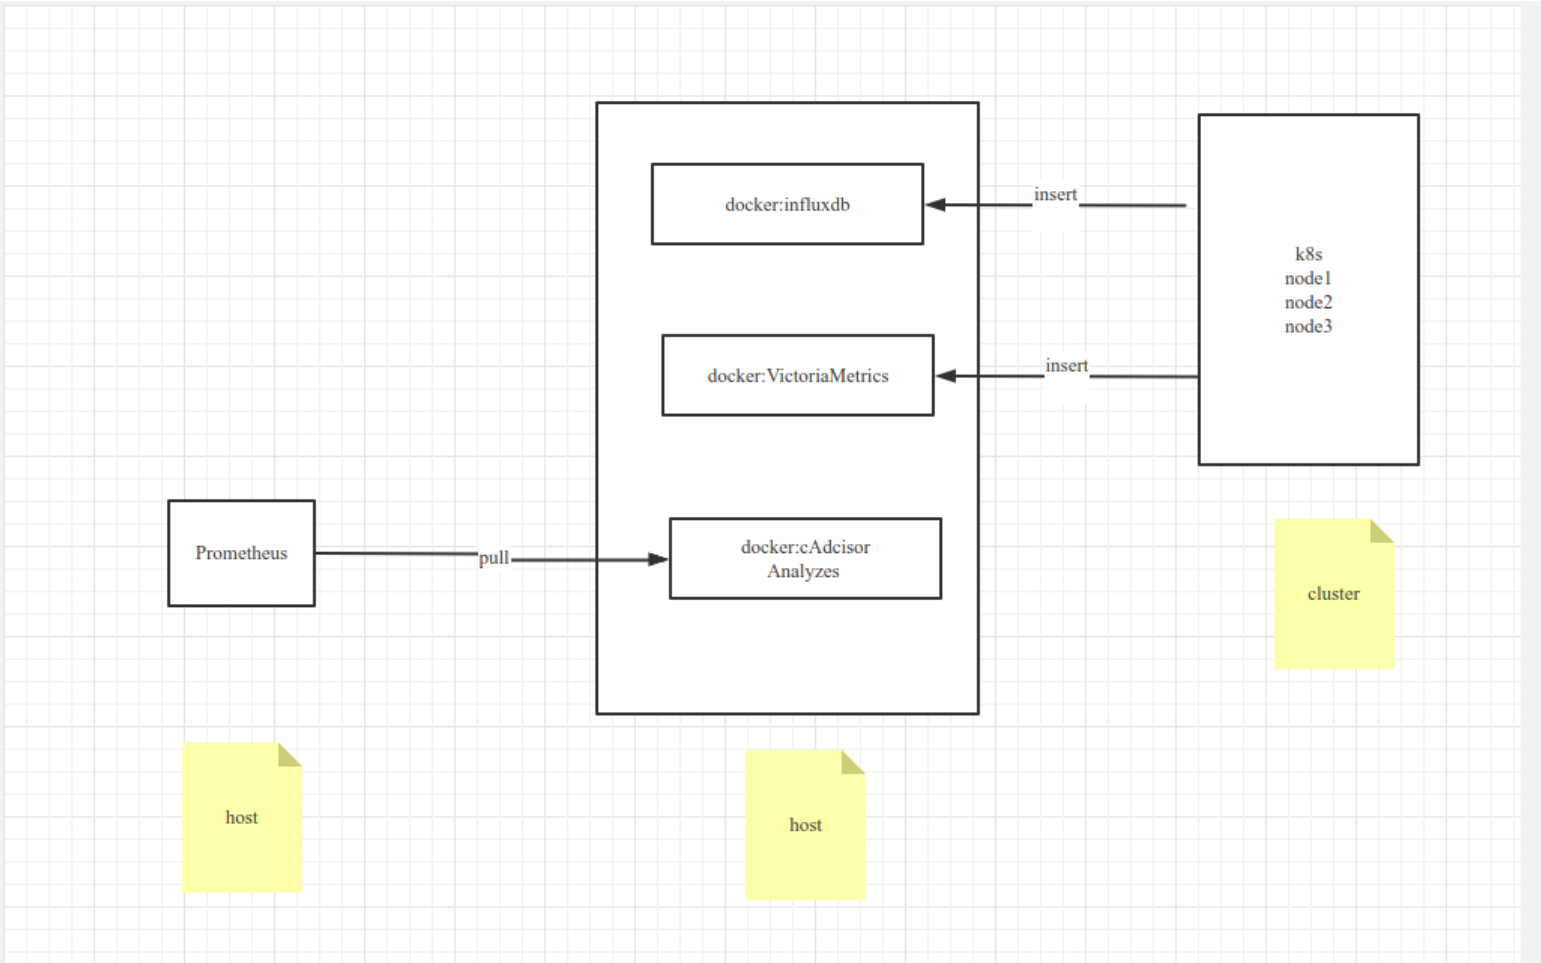 docker:influxdb
insert
k8s
node1
node2
node3
docker:VictoriaMetrics
insert
Prometheus
pull
docker:cAdcisor
Analyzes
cluster
host
host